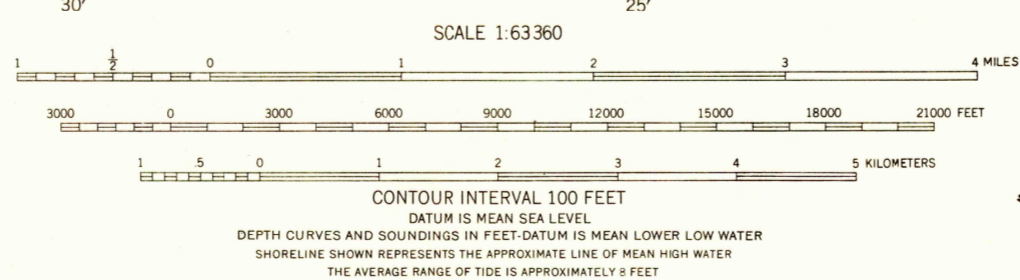 30' 25'
SCALE 1:63360
1 1/2 0 1 2 3 4 MILES
3000 0 3000 6000 9000 12000 15000 18000 21000 FEET
1 .5 0 1 2 3 4 5 KILOMETERS
CONTOUR INTERVAL 100 FEET
DATUM IS MEAN SEA LEVEL
DEPTH CURVES AND SOUNDINGS IN FEET-DATUM IS MEAN LOWER LOW WATER
SHORELINE SHOWN REPRESENTS THE APPROXIMATE LINE OF MEAN HIGH WATER
THE AVERAGE RANGE OF TIDE IS APPROXIMATELY 8 FEET